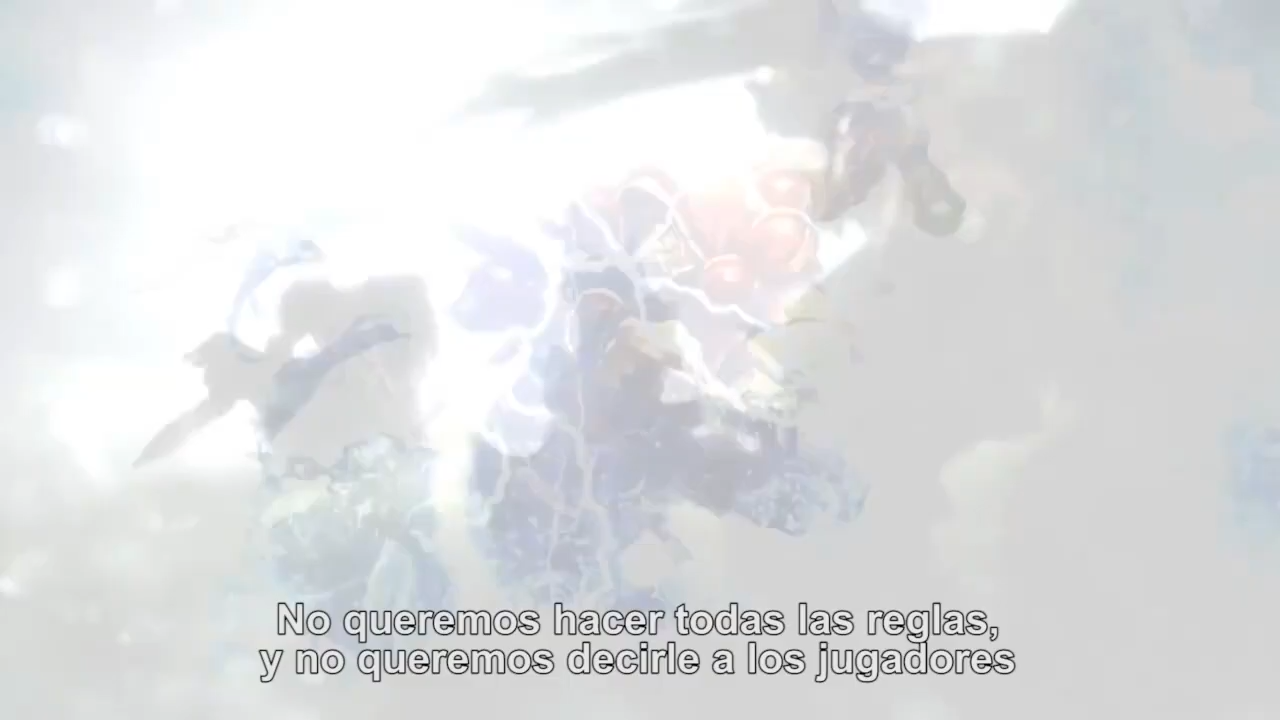 No queremos hacer todas las reglas,
y no queremos decirle a los jugadores